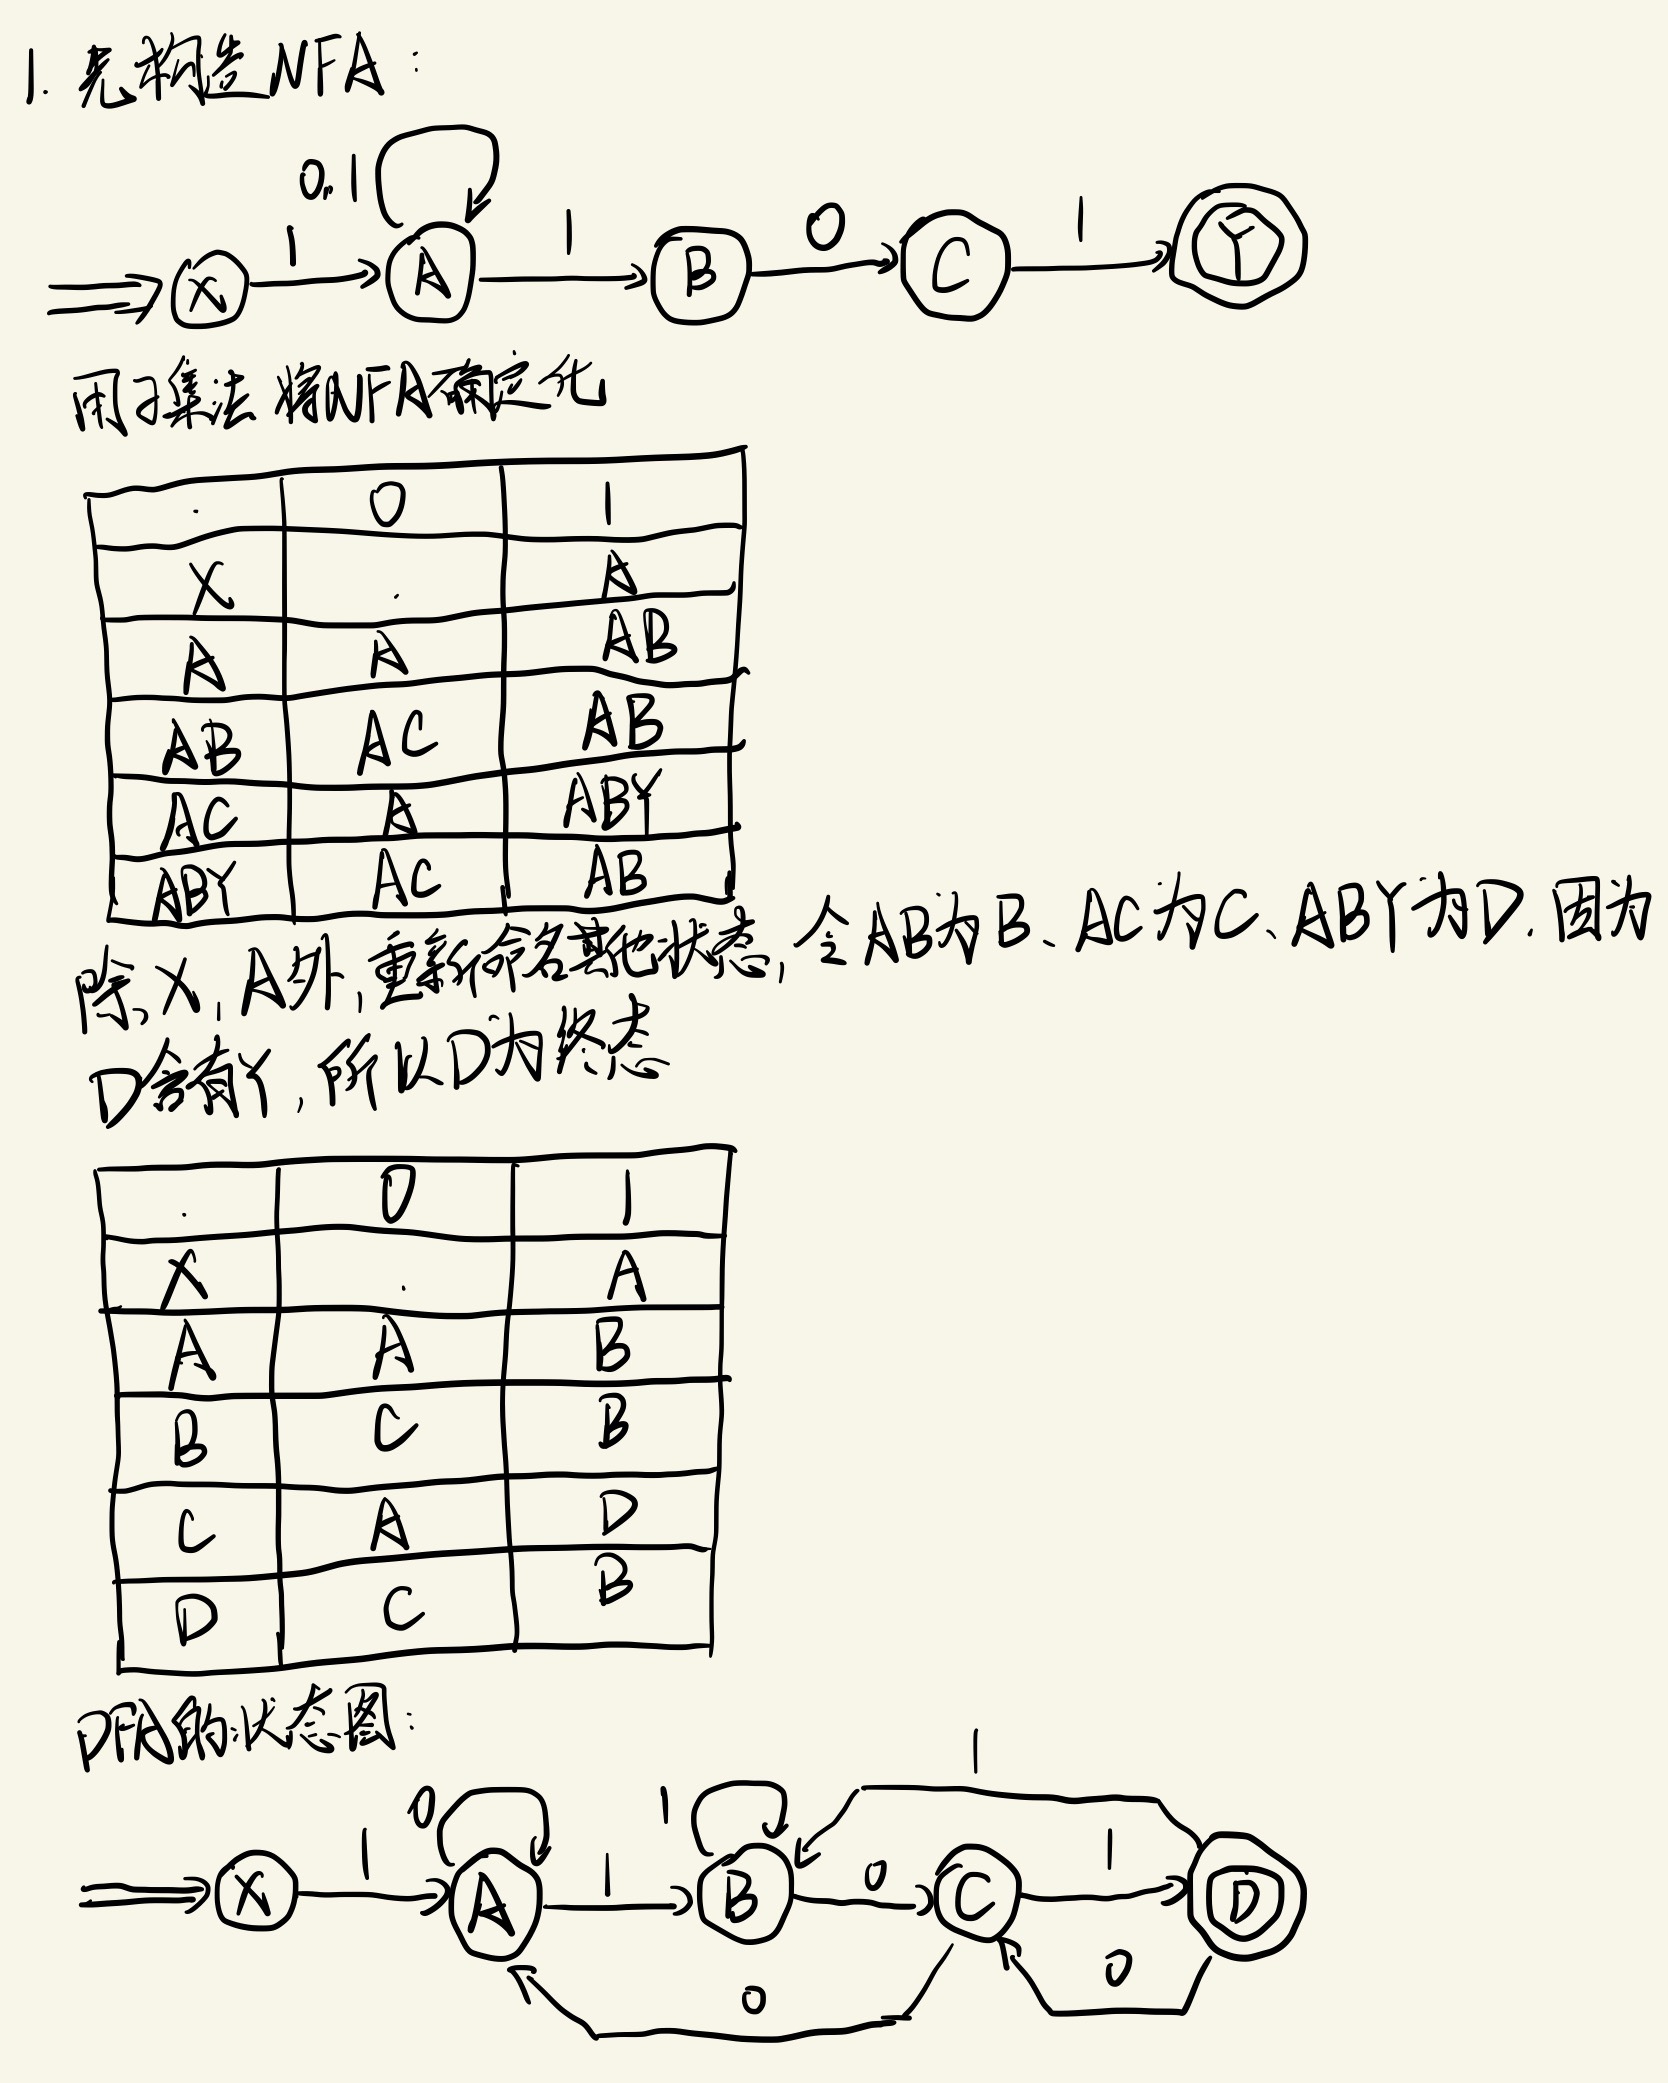 1. 先构造NFA:
0,1
1 1 0 1
X A B C Y
用子集法 将NFA确定化
. 0 1
X . A
A A AB
AB AC AB
AC A ABY
ABY AC AB
除X,A外,重新命名其他状态,令AB为B、AC为C、ABY为D.因为
D含有Y,所以D为终态
. 0 1
X . A
A A B
B C B
C A D
D C B
DFA的状态图:
1
0 1
1 1 0 1
X A B C D
0 0